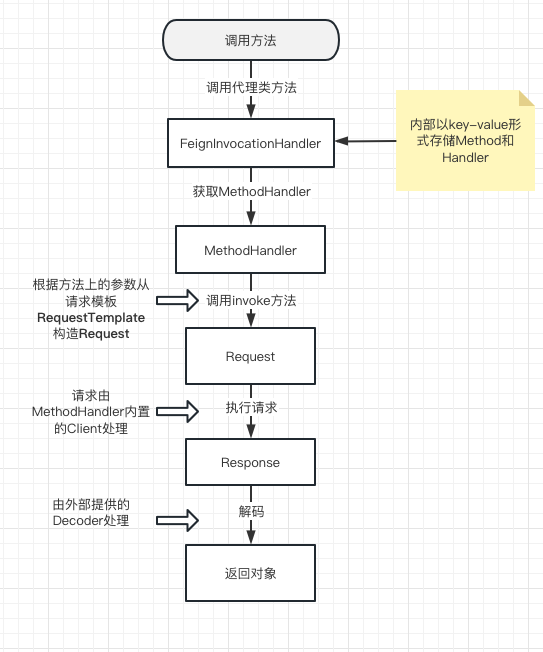 调用方法
调用代理类方法
FeignInvocationHandler
内部以key-value形
式存储Method和
Handler
获取MethodHandler
MethodHandler
根据方法上的参数从
请求模板
RequestTemplate
构造Request
调用invoke方法
Request
请求由
MethodHandler内置
的Client处理
执行请求
Response
由外部提供的
Decoder处理
解码
返回对象